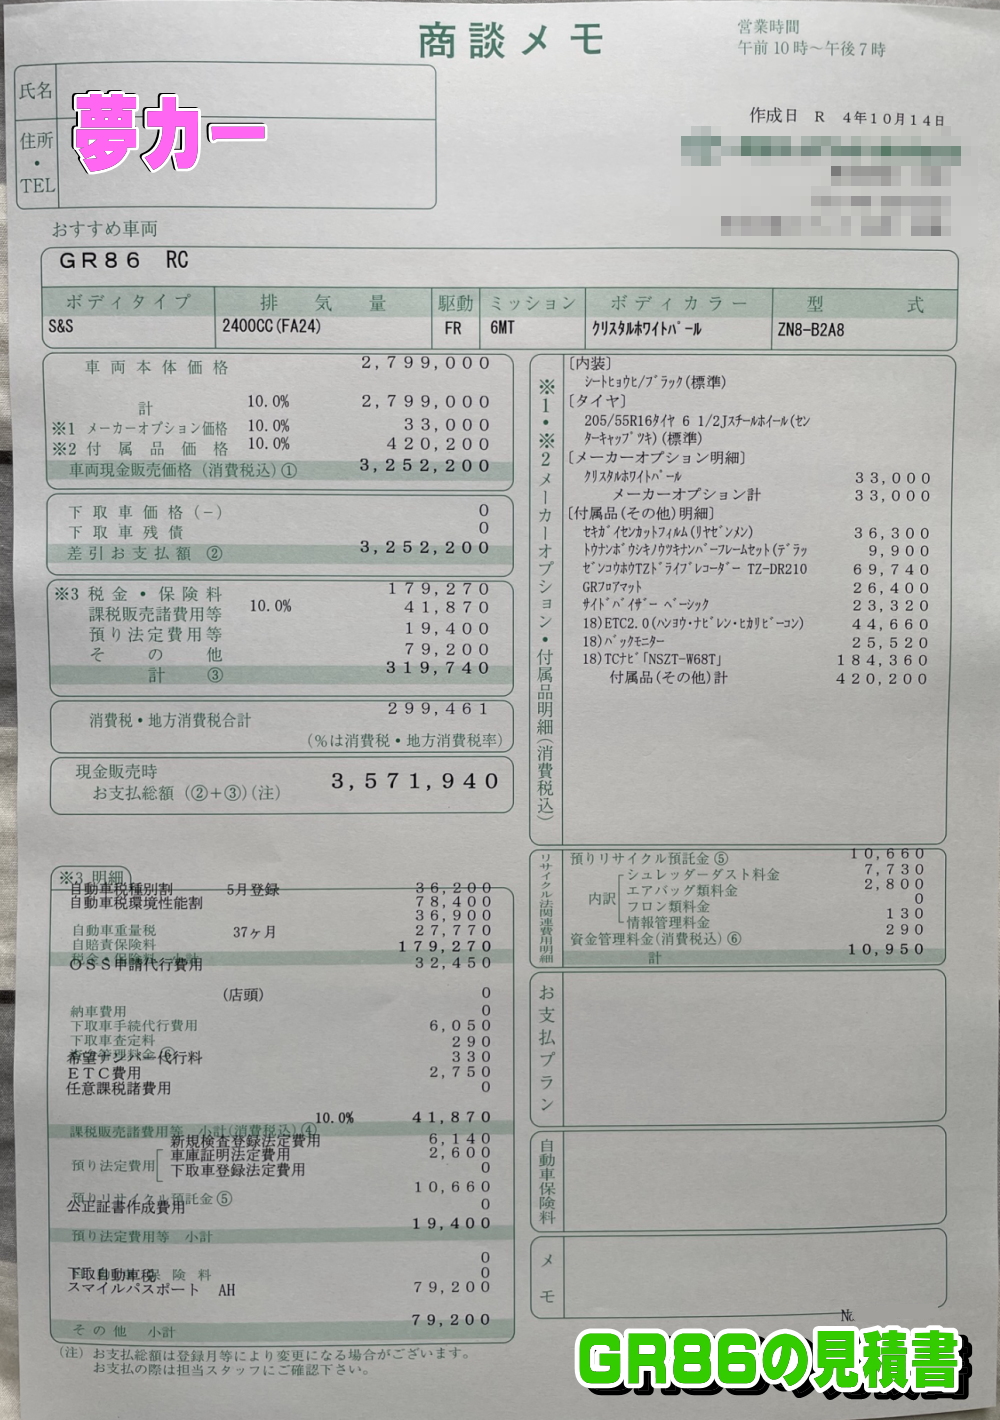 商談メモ
営業時間
午前10時～午後7時
氏名
住所
・
TEL
夢カー
作成日 R 4年10月14日
おすすめ車両
GR86 RC
ボディタイプ 排気量 駆動 ミッション ボディカラー 型式
S&S 2400CC(FA24) FR 6MT クリスタルホワイトパール ZN8-B2A8
車両本体価格 2,799,000
計 10.0% 2,799,000
※1 メーカーオプション価格 10.0% 33,000
※2 付属品価格 10.0% 420,200
車両現金販売価格(消費税込)① 3,252,200
下取車価格(-) 0
下取車残債 0
差引お支払額 ② 3,252,200
※3 税金・保険料 179,270
課税販売諸費用等 10.0% 41,870
預り法定費用等 19,400
その他 79,200
計 ③ 319,740
消費税・地方消費税合計 299,461
(%は消費税・地方消費税率)
現金販売時
お支払総額(②+③)(注) 3,571,940
※1・※2メーカーオプション・付属品明細(消費税込)
[内装]
シートヒョウヒ/ブラック(標準)
[タイヤ]
205/55R16タイヤ 6 1/2Jスチールホイール(セン
ターキャップツキ)(標準)
[メーカーオプション明細]
クリスタルホワイトパール 33,000
メーカーオプション計 33,000
[付属品(その他)明細]
セキガイセンカットフィルム(リヤゼンメン) 36,300
トウナンボウシキノウツキナンバーフレームセット(デラッ 9,900
ゼンコウホウTZドライブレコーダー TZ-DR210 69,740
GRフロアマット 26,400
サイドバイザー ベーシック 23,320
18)ETC2.0(ハンヨウ・ナビレン・ヒカリビーコン) 44,660
18)バックモニター 25,520
18)TCナビ「NSZT-W68T」 184,360
付属品(その他)計 420,200
※3 明細
自動車税種別割 5月登録 36,200
自動車税環境性能割 78,400
36,900
自動車重量税 37ヶ月 27,770
自賠責保険料 179,270
税金・保険料 小計
OSS申請代行費用 32,450
(店頭) 0
納車費用 0
下取車手続代行費用 6,050
下取車査定料 290
資金管理料金⑥
希望ナンバー代行料 330
ETC費用 2,750
任意課税諸費用 0
10.0% 41,870
課税販売諸費用等 小計(消費税込)④
新規検査登録法定費用 6,140
預り法定費用 車庫証明法定費用 2,600
下取車登録法定費用 0
預りリサイクル預託金⑤ 10,660
公正証書作成費用 0
19,400
預り法定費用等 小計
0
下取自動車税 0
保険料
スマイルパスポート AH 79,200
79,200
その他 小計
(注) お支払総額は登録月等により変更になる場合がございます。
お支払の際は担当スタッフにご確認下さい。
リサイクル法関連費用明細
預りリサイクル預託金⑤ 10,660
内訳
シュレッダーダスト料金 7,730
エアバッグ類料金 2,800
フロン類料金 0
情報管理料金 130
資金管理料金(消費税込)⑥ 290
計 10,950
お支払プラン
自動車保険料
メモ
№
GR86の見積書